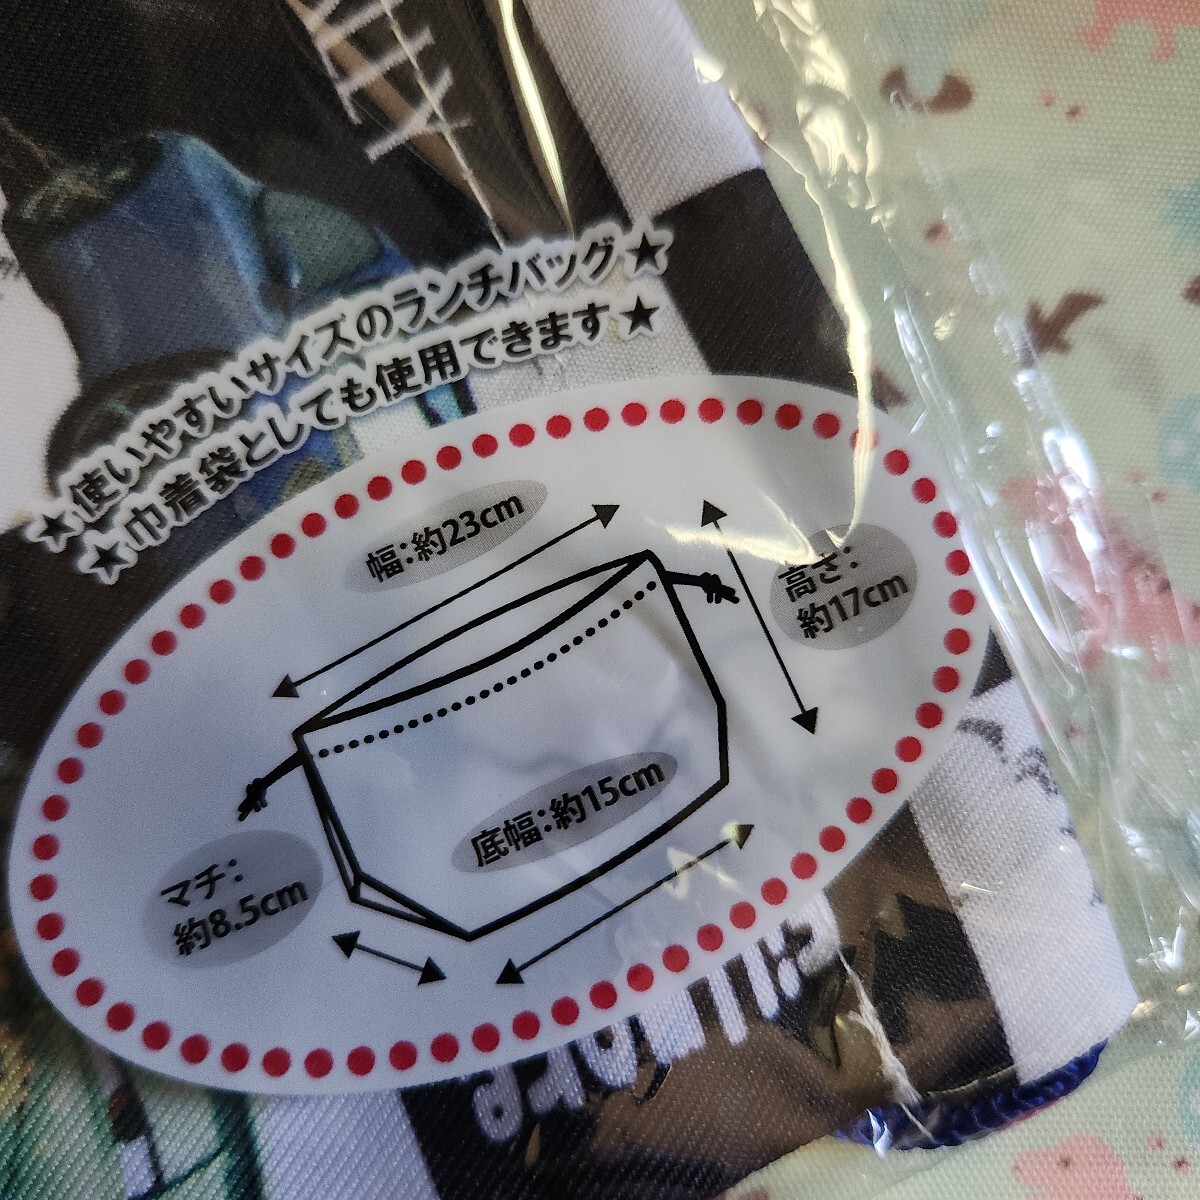 ★使いやすいサイズのランチバッグ★
★巾着袋としても使用できます★
幅:約23cm
高さ:
約17cm
底幅:約15cm
マチ:
約8.5cm